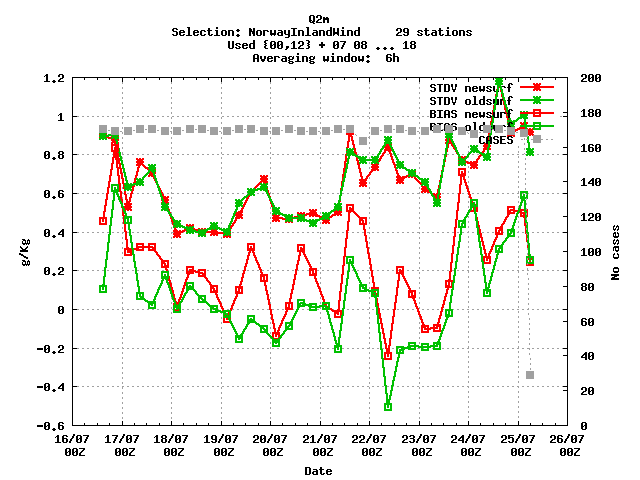 Q2m
Selection: NorwayInlandWind 29 stations
Used {00,12} + 07 08 ... 18
Averaging window: 6h
STDV newsurf
STDV oldsurf
BIAS newsurf
BIAS oldsurf
CASES
1.2
1
0.8
0.6
0.4
0.2
0
-0.2
-0.4
-0.6
g/Kg
200
180
160
140
120
100
80
60
40
20
0
No cases
16/07 17/07 18/07 19/07 20/07 21/07 22/07 23/07 24/07 25/07 26/07
00Z 00Z 00Z 00Z 00Z 00Z 00Z 00Z 00Z 00Z 00Z
Date